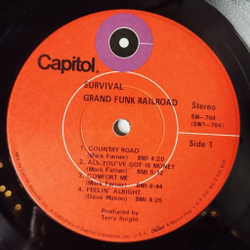 Capitol.
SURVIVAL
GRAND FUNK RAILROAD
Stereo
SW-764
(SW1-764)
Side 1
1. COUNTRY ROAD
(Mark Farner) BMI 4:20
2. ALL YOU'VE GOT IS MONEY
(Mark Farner) BMI 5:12
3. COMFORT ME
(Mark Farner) BMI 6:44
4. FEELIN' ALRIGHT
(Dave Mason) BMI 4:25
Produced by
Terry Knight